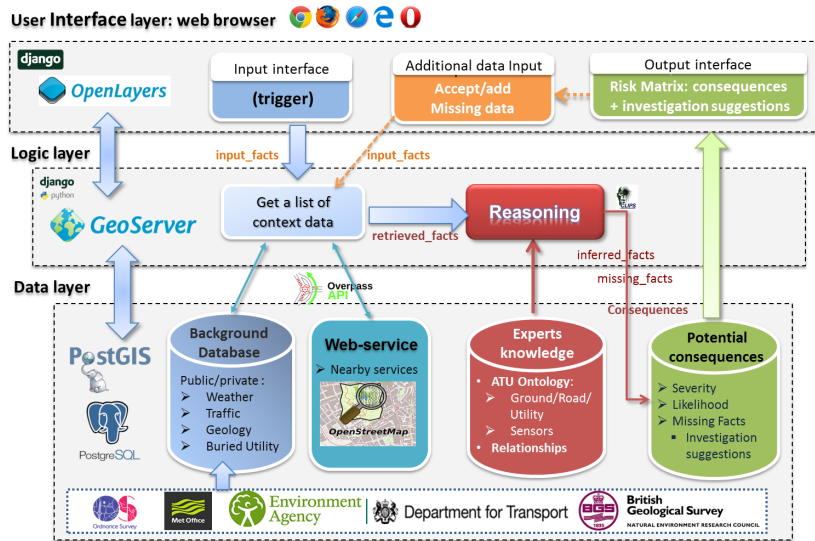 User Interface layer: web browser
django
OpenLayers
Input interface
(trigger)
Additional data Input
Accept/add
Missing data
Output interface
Risk Matrix: consequences
+ investigation suggestions
Logic layer
input_facts
input_facts
django
python
GeoServer
Get a list of
context data
retrieved_facts
Reasoning
CLIPS
inferred_facts
missing_facts
Consequences
Data layer
Overpass
API
PostGIS
PostgreSQL
Background
Database
Public/private :
➢ Weather
➢ Traffic
➢ Geology
➢ Buried Utility
Web-service
➢ Nearby services
OpenStreetMap
Experts
knowledge
• ATU Ontology:
➢ Ground/Road/
Utility
➢ Sensors
• Relationships
Potential
consequences
➢ Severity
➢ Likelihood
➢ Missing Facts
▪ Investigation
suggestions
OS
Ordnance Survey
Met Office
Environment
Agency
Department for Transport
BGS
1835
British
Geological Survey
NATURAL ENVIRONMENT RESEARCH COUNCIL